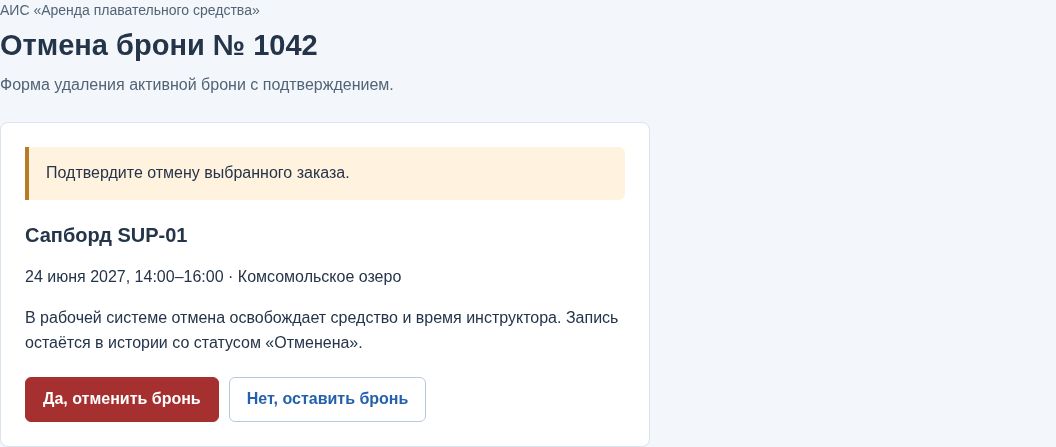 АИС «Аренда плавательного средства»
Отмена брони № 1042
Форма удаления активной брони с подтверждением.
Подтвердите отмену выбранного заказа.
Сапборд SUP-01
24 июня 2027, 14:00–16:00 · Комсомольское озеро
В рабочей системе отмена освобождает средство и время инструктора. Запись
остаётся в истории со статусом «Отменена».
Да, отменить бронь
Нет, оставить бронь